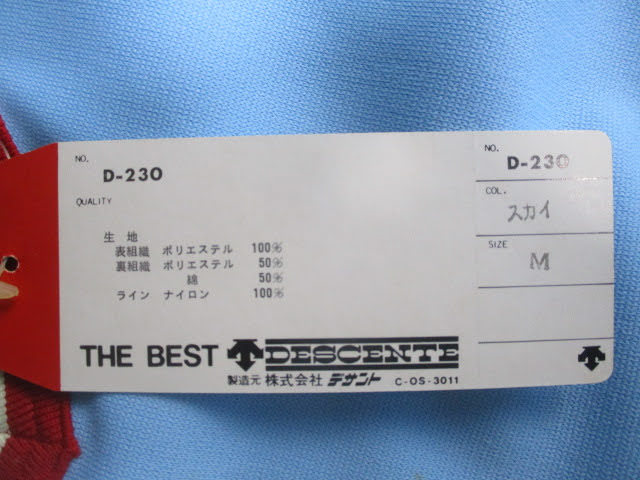 NO.
D-230
QUALITY
生地
表組織 ポリエステル 100%
裏組織 ポリエステル 50%
綿 50%
ライン ナイロン 100%
THE BEST DESCENTE
製造元 株式会社 デサント C-OS-3011
NO.
D-230
COL.
スカイ
SIZE
M